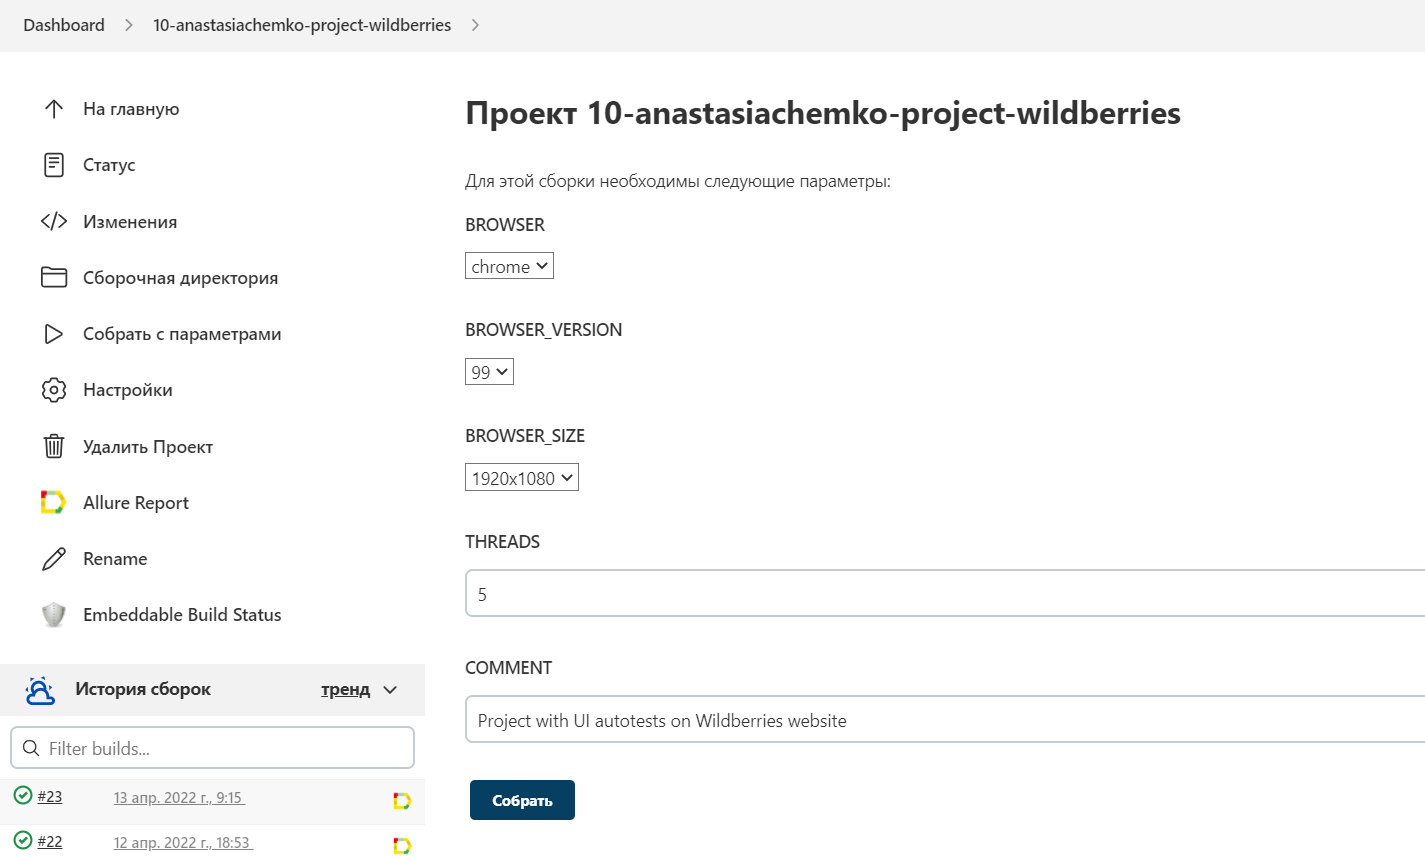 Dashboard
10-anastasiachemko-project-wildberries
На главную
Статус
Изменения
Сборочная директория
Собрать с параметрами
Настройки
Удалить Проект
Allure Report
Rename
Embeddable Build Status
История сборок
тренд
Filter builds...
#23
13 апр. 2022 г., 9:15
#22
12 апр. 2022 г., 18:53
Проект 10-anastasiachemko-project-wildberries
Для этой сборки необходимы следующие параметры:
BROWSER
chrome
BROWSER_VERSION
99
BROWSER_SIZE
1920x1080
THREADS
5
COMMENT
Project with UI autotests on Wildberries website
Собрать